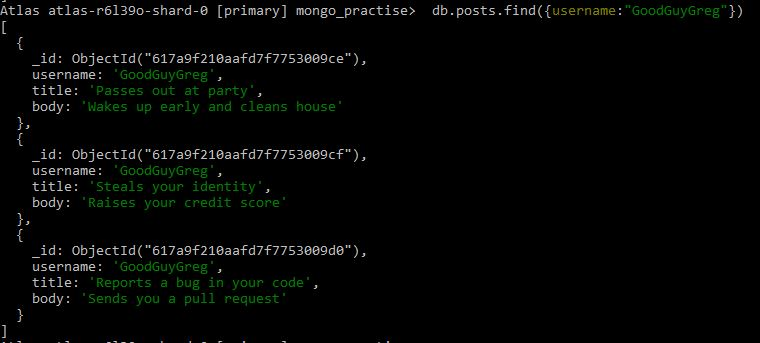 Atlas atlas-r6l39o-shard-0 [primary] mongo_practise>  db.posts.find({username:"GoodGuyGreg"})
[
  {
    _id: ObjectId("617a9f210aafd7f7753009ce"),
    username: 'GoodGuyGreg',
    title: 'Passes out at party',
    body: 'Wakes up early and cleans house'
  },
  {
    _id: ObjectId("617a9f210aafd7f7753009cf"),
    username: 'GoodGuyGreg',
    title: 'Steals your identity',
    body: 'Raises your credit score'
  },
  {
    _id: ObjectId("617a9f210aafd7f7753009d0"),
    username: 'GoodGuyGreg',
    title: 'Reports a bug in your code',
    body: 'Sends you a pull request'
  }
]